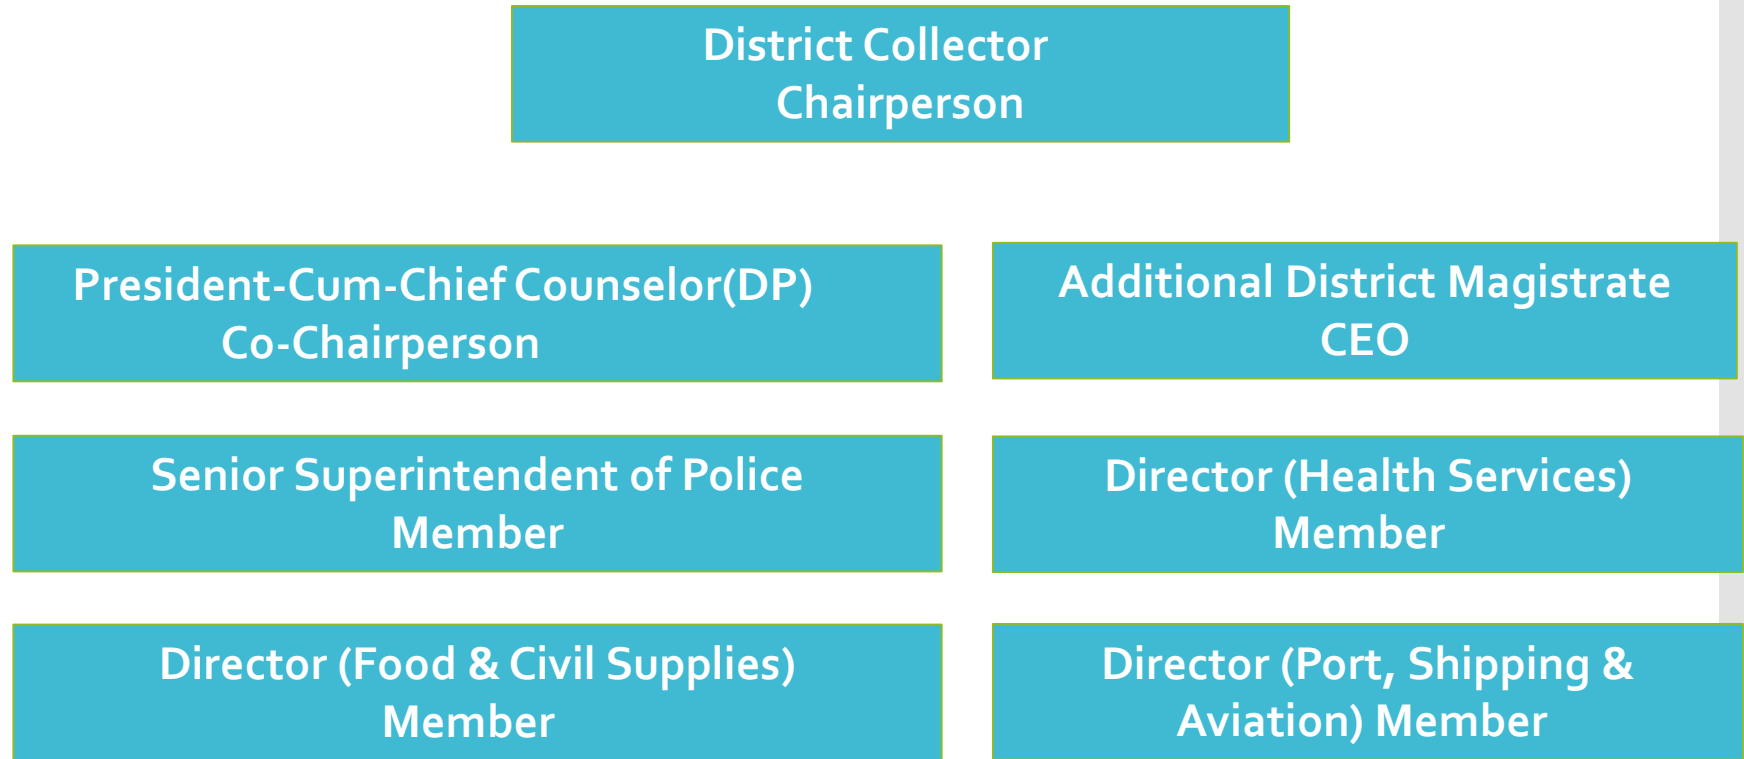 District Collector
Chairperson
President-Cum-Chief Counselor(DP)
Co-Chairperson
Additional District Magistrate
CEO
Senior Superintendent of Police
Member
Director (Health Services)
Member
Director (Food & Civil Supplies)
Member
Director (Port, Shipping &
Aviation) Member